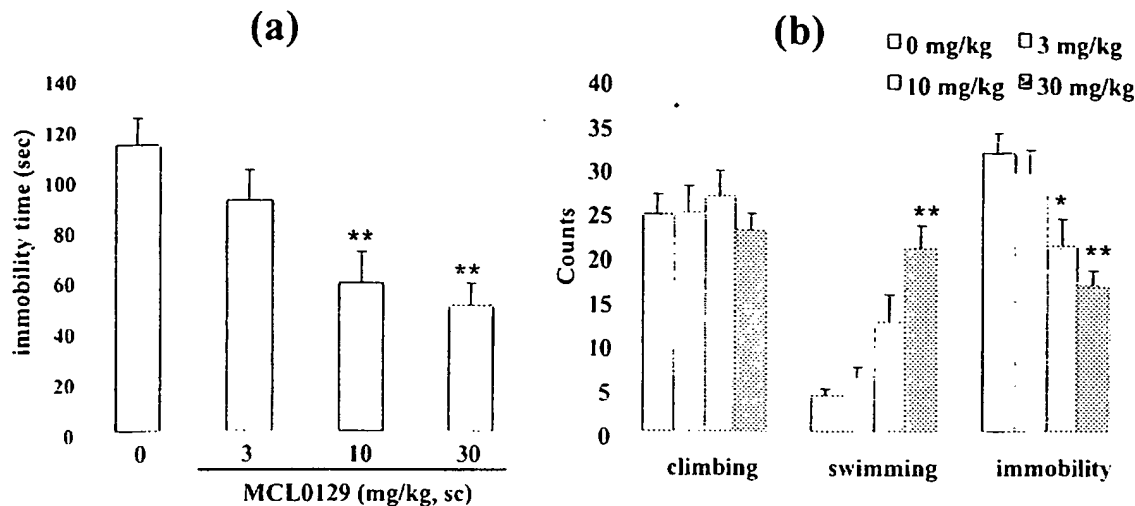 (a)
immobility time (sec)
140
120
100
80
60
40
20
0
**
**
0
3
10
30
MCL0129 (mg/kg, sc)
(b)
0 mg/kg
3 mg/kg
10 mg/kg
30 mg/kg
Counts
40
35
30
25
20
15
10
5
0
**
*
**
climbing
swimming
immobility